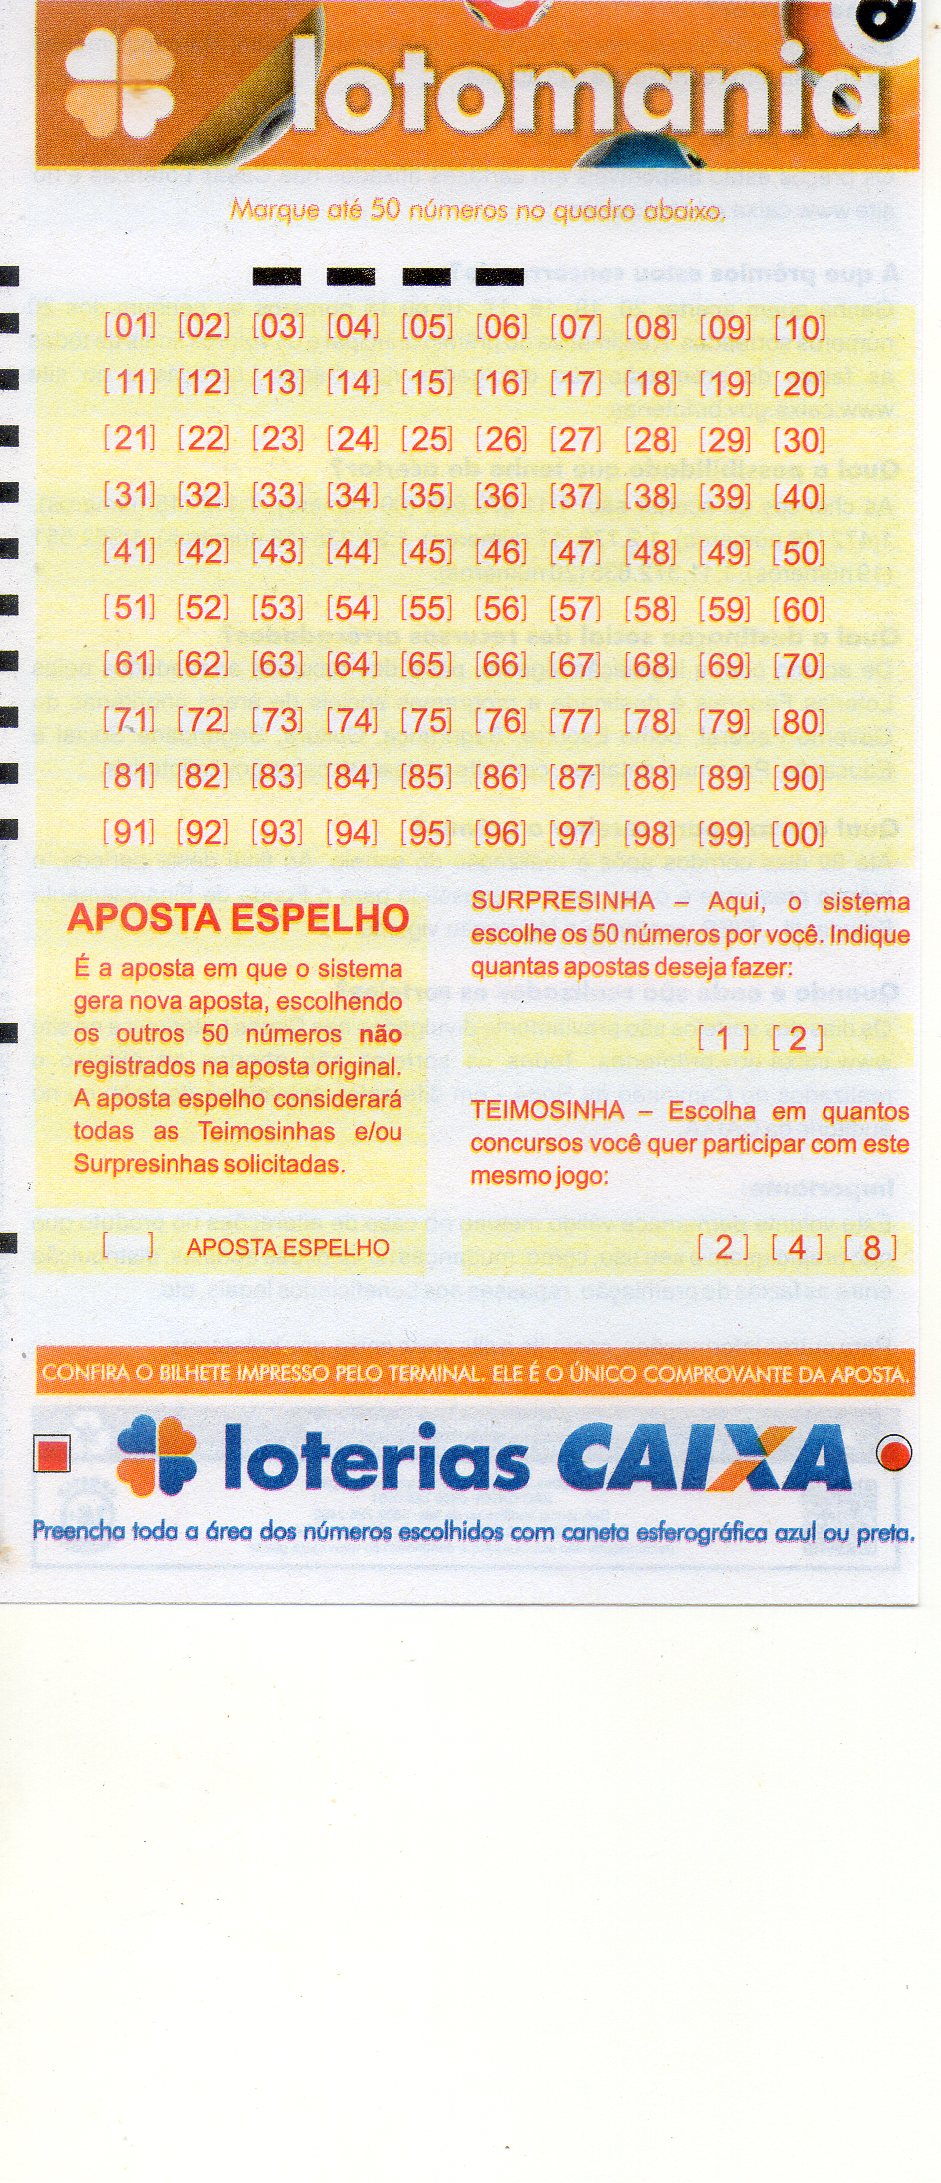 lotomania
Marque até 50 números no quadro abaixo.
[01] [02] [03] [04] [05] [06] [07] [08] [09] [10]
[11] [12] [13] [14] [15] [16] [17] [18] [19] [20]
[21] [22] [23] [24] [25] [26] [27] [28] [29] [30]
[31] [32] [33] [34] [35] [36] [37] [38] [39] [40]
[41] [42] [43] [44] [45] [46] [47] [48] [49] [50]
[51] [52] [53] [54] [55] [56] [57] [58] [59] [60]
[61] [62] [63] [64] [65] [66] [67] [68] [69] [70]
[71] [72] [73] [74] [75] [76] [77] [78] [79] [80]
[81] [82] [83] [84] [85] [86] [87] [88] [89] [90]
[91] [92] [93] [94] [95] [96] [97] [98] [99] [00]
APOSTA ESPELHO
É a aposta em que o sistema
gera nova aposta, escolhendo
os outros 50 números não
registrados na aposta original.
A aposta espelho considerará
todas as Teimosinhas e/ou
Surpresinhas solicitadas.
[ ] APOSTA ESPELHO
SURPRESINHA – Aqui, o sistema
escolhe os 50 números por você. Indique
quantas apostas deseja fazer:
[ 1 ] [ 2 ]
TEIMOSINHA – Escolha em quantos
concursos você quer participar com este
mesmo jogo:
[ 2 ] [ 4 ] [ 8 ]
CONFIRA O BILHETE IMPRESSO PELO TERMINAL. ELE É O ÚNICO COMPROVANTE DA APOSTA.
loterias CAIXA
Preencha toda a área dos números escolhidos com caneta esferográfica azul ou preta.